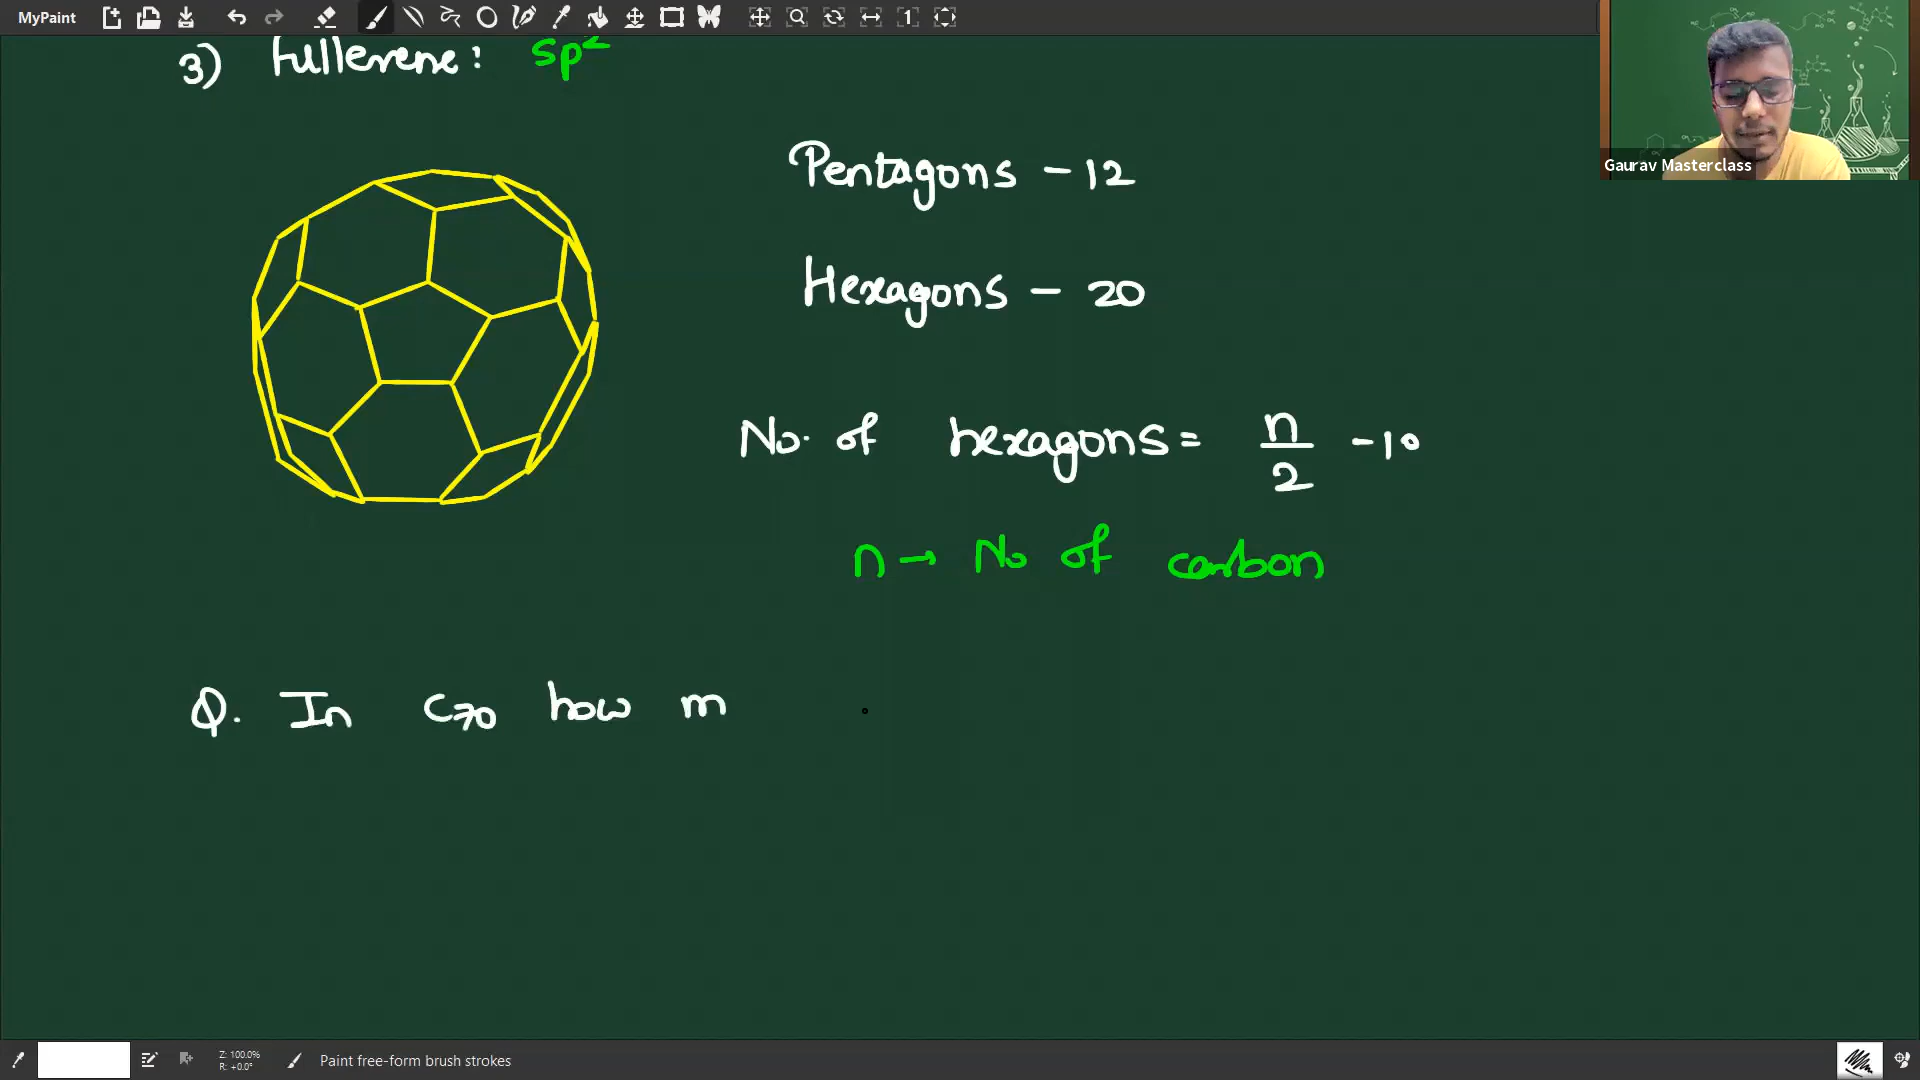 MyPaint
3) Fullerene: sp²
Gaurav Masterclass
Pentagons - 12
Hexagons - 20
No. of hexagons = n/2 - 10
n → No of carbon
Q. In C₇₀ how m
Z: 100.0%
R: +0.0°
Paint free-form brush strokes